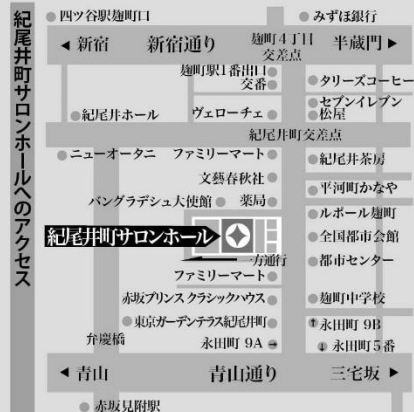 紀尾井町サロンホールへのアクセス
四ツ谷駅麹町口
みずほ銀行
◀ 新宿
新宿通り
麹町4丁目
交差点
半蔵門 ▶
麹町駅1番出口
交番
タリーズコーヒー
セブンイレブン
松屋
紀尾井ホール
ヴェローチェ
紀尾井町交差点
ニューオータニ
ファミリーマート
紀尾井茶房
文藝春秋社
平河町かなや
バングラデシュ大使館
薬局
ルポール麹町
紀尾井町サロンホール
全国都市会館
一方通行
都市センター
ファミリーマート
赤坂プリンス クラシックハウス
麹町中学校
東京ガーデンテラス紀尾井町
↑ 永田町 9B
弁慶橋
永田町 9A →
↓ 永田町5番
◀ 青山
青山通り
三宅坂 ▶
赤坂見附駅